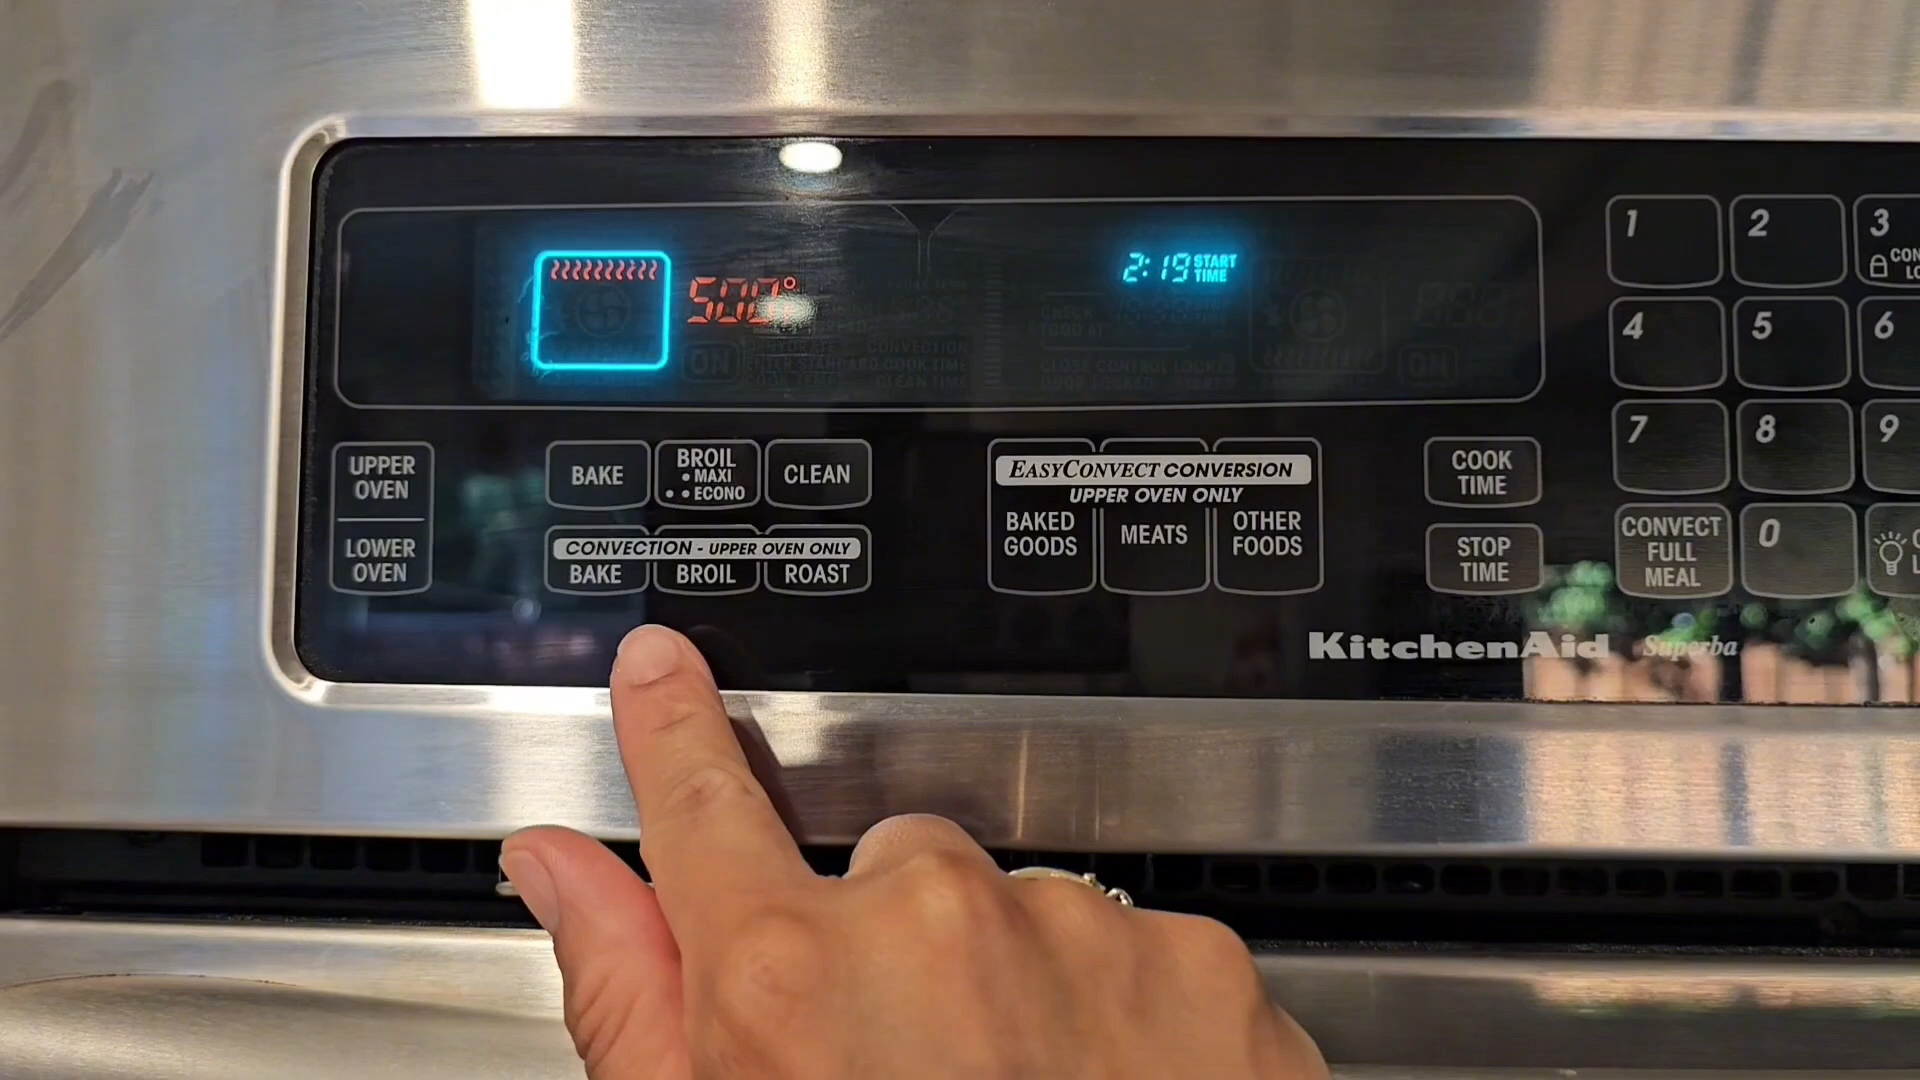 500°
2:19 START TIME
UPPER OVEN
LOWER OVEN
BAKE
BROIL
• MAXI
• • ECONO
CLEAN
CONVECTION - UPPER OVEN ONLY
BAKE
BROIL
ROAST
EASYCONVECT CONVERSION
UPPER OVEN ONLY
BAKED GOODS
MEATS
OTHER FOODS
COOK TIME
STOP TIME
1
2
3
4
5
6
7
8
9
CONVECT FULL MEAL
0
KitchenAid Superba